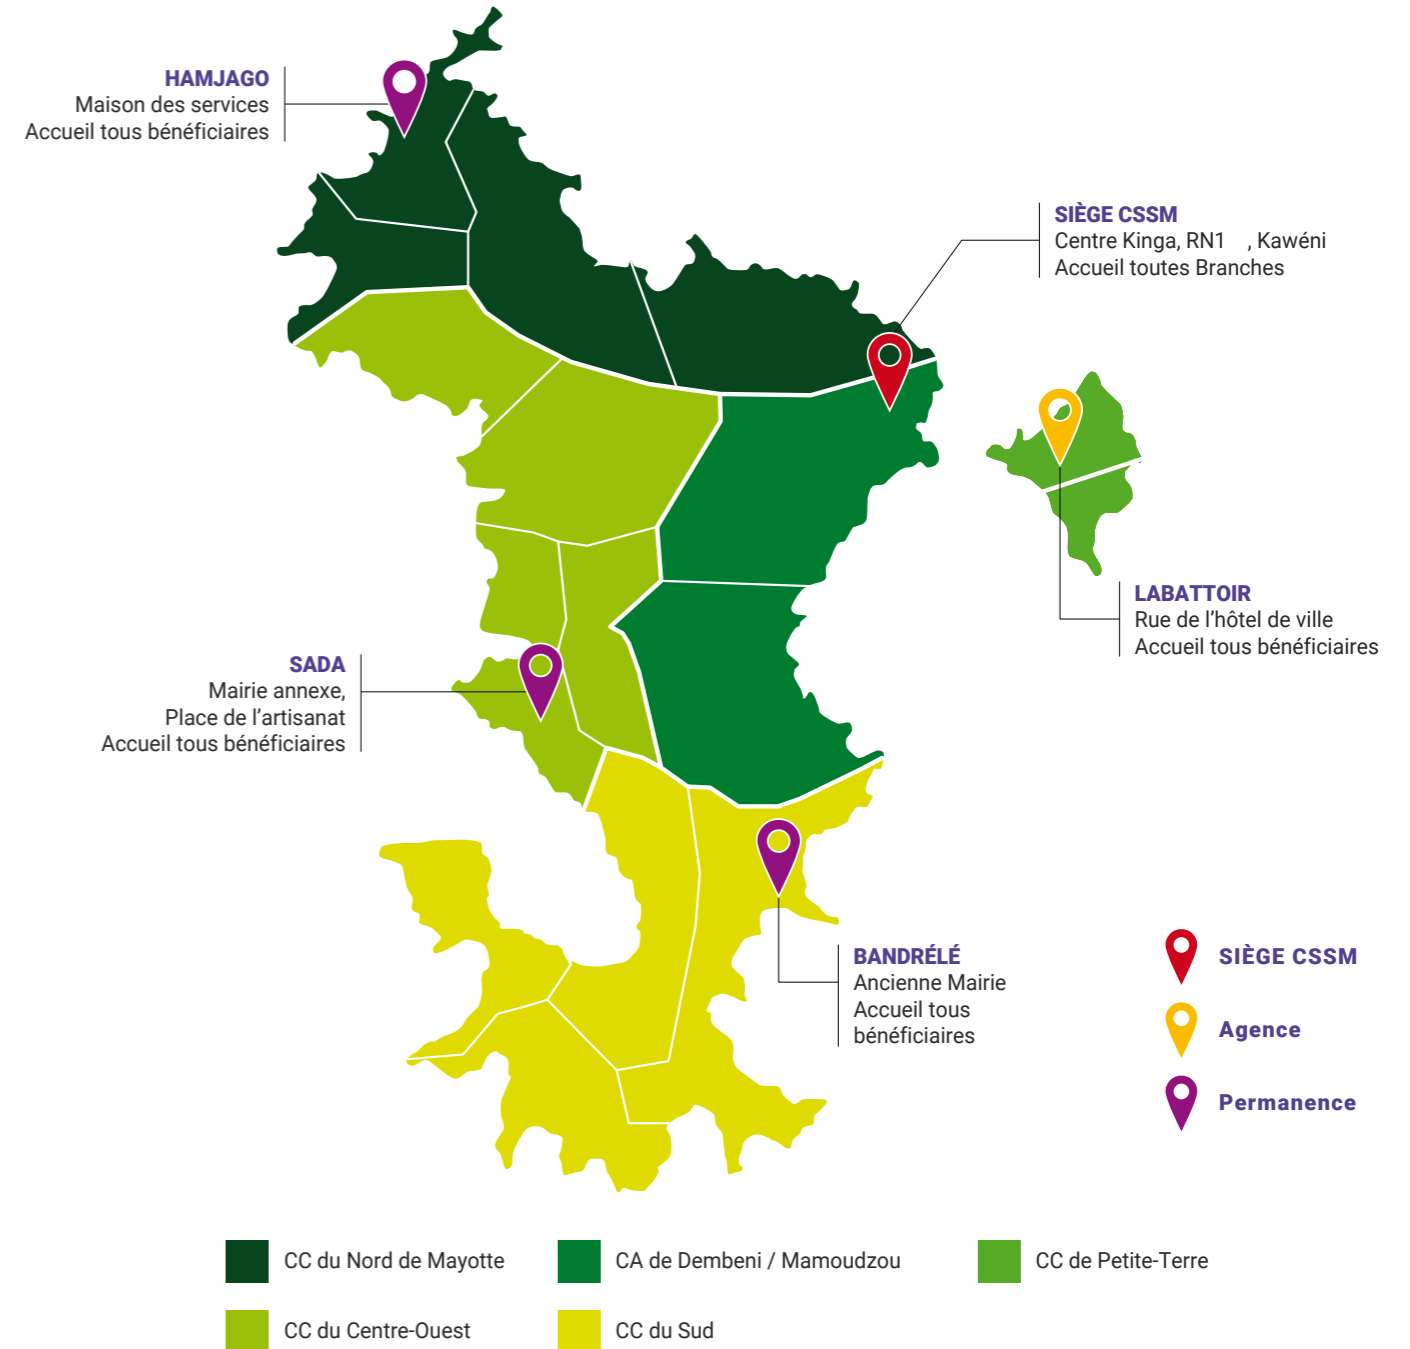 HAMJAGO
Maison des services
Accueil tous bénéficiaires
SIÈGE CSSM
Centre Kinga, RN1 , Kawéni
Accueil toutes Branches
LABATTOIR
Rue de l’hôtel de ville
Accueil tous bénéficiaires
SADA
Mairie annexe,
Place de l’artisanat
Accueil tous bénéficiaires
BANDRÉLÉ
Ancienne Mairie
Accueil tous
bénéficiaires
SIÈGE CSSM
Agence
Permanence
CC du Nord de Mayotte
CA de Dembeni / Mamoudzou
CC de Petite-Terre
CC du Centre-Ouest
CC du Sud